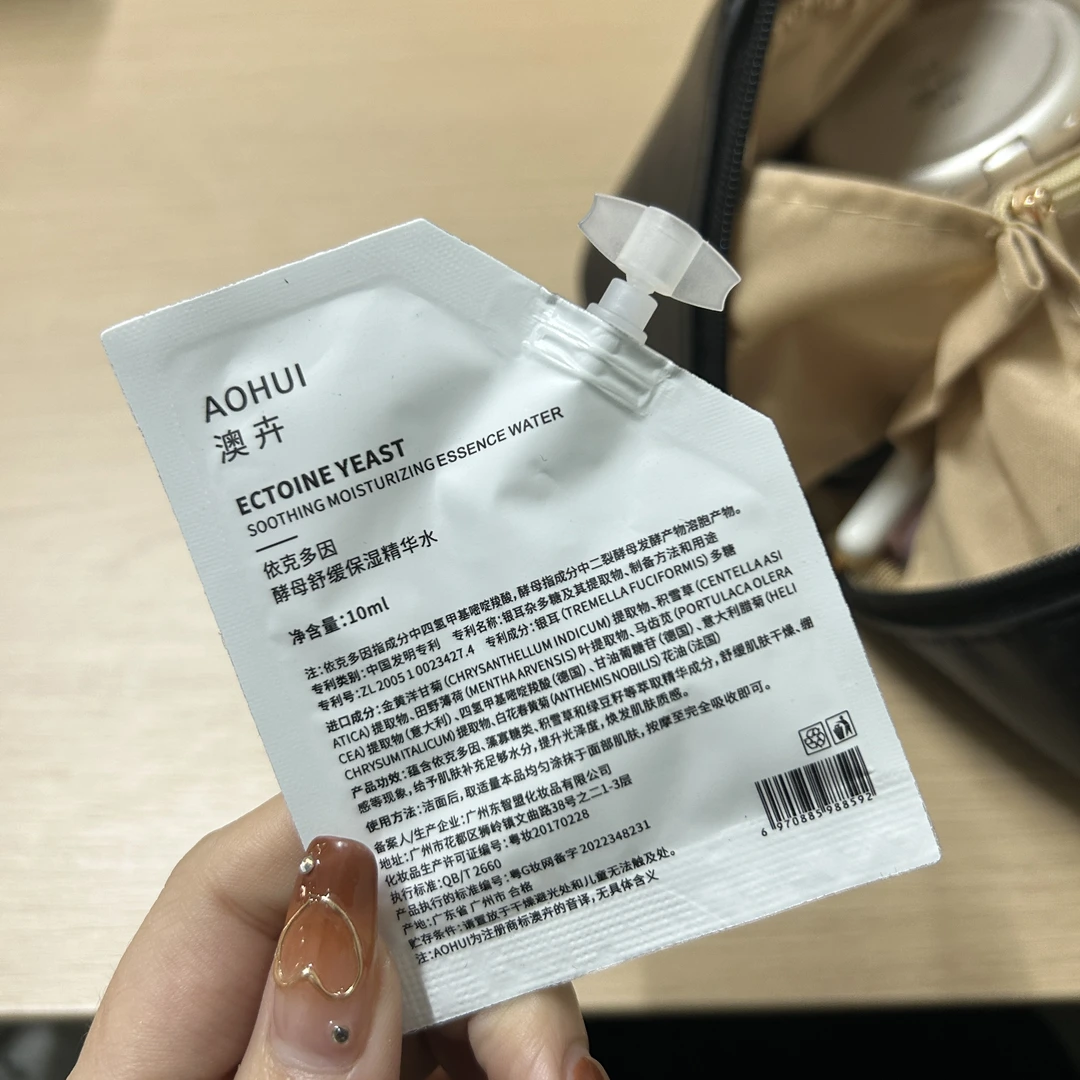 AOHUI
澳卉
ECTOINE YEAST
SOOTHING MOISTURIZING ESSENCE WATER
依克多因
酵母舒缓保湿精华水
净含量:10ml
注:依克多因指成分中四氢甲基嘧啶羧酸,酵母指成分中二裂酵母发酵产物溶胞产物。
专利类别:中国发明专利 专利名称:银耳杂多糖及其提取物、制备方法和用途
专利号:ZL 2005 1 0023427.4 专利成分:银耳(TREMELLA FUCIFORMIS)多糖
进口成分:金黄洋甘菊(CHRYSANTHELLUM INDICUM)提取物、积雪草(CENTELLA ASI
ATICA)提取物、田野薄荷(MENTHA ARVENSIS)叶提取物、马齿苋(PORTULACA OLERA
CEA)提取物(意大利)、四氢甲基嘧啶羧酸(德国)、甘油葡糖苷(德国)、意大利甜菊(HELI
CHRYSUM ITALICUM)提取物、白花春黄菊(ANTHEMIS NOBILIS)花油(法国)
产品功效:蕴含依克多因、藻寡糖类、积雪草和绿豆籽等萃取精华成分,舒缓肌肤干燥、绷
感等现象,给予肌肤补充足够水分,提升光泽度,焕发肌肤质感。
使用方法:洁面后,取适量本品均匀涂抹于面部肌肤,按摩至完全吸收即可。
备案人/生产企业:广州东智盟化妆品有限公司
地址:广州市花都区狮岭镇文曲路38号之二1-3层
化妆品生产许可证编号:粤妆20170228
执行标准:QB/T 2660
产品执行的标准编号:粤G妆网备字 2022348231
产地:广东省 广州市 合格
贮存条件:请置放于干燥避光处和儿童无法触及处。
注:AOHUI为注册商标澳卉的音译,无具体含义
6 970885 988592